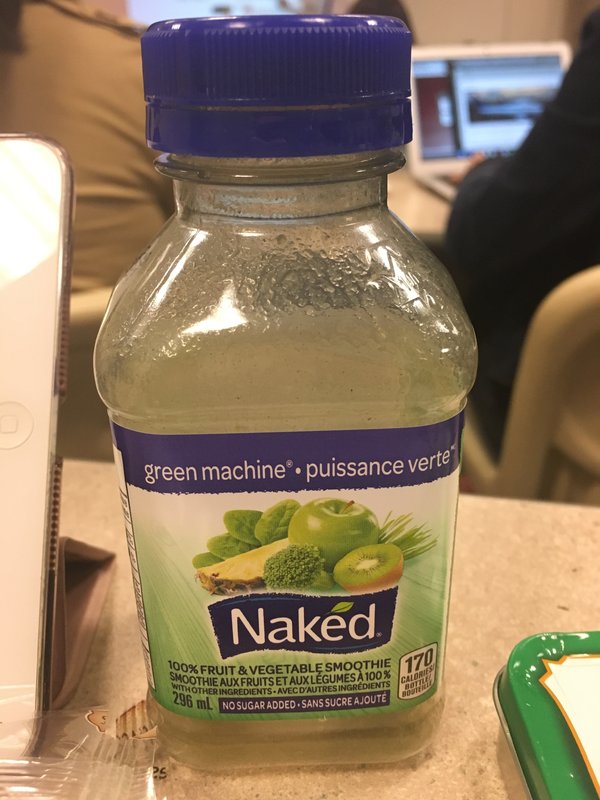 green machine® • puissance verte™
Naked®
100% FRUIT & VEGETABLE SMOOTHIE
SMOOTHIE AUX FRUITS ET AUX LÉGUMES À 100 %
WITH OTHER INGREDIENTS • AVEC D'AUTRES INGRÉDIENTS
296 mL NO SUGAR ADDED • SANS SUCRE AJOUTÉ
170
CALORIES/
BOTTLE
BOUTEILLE